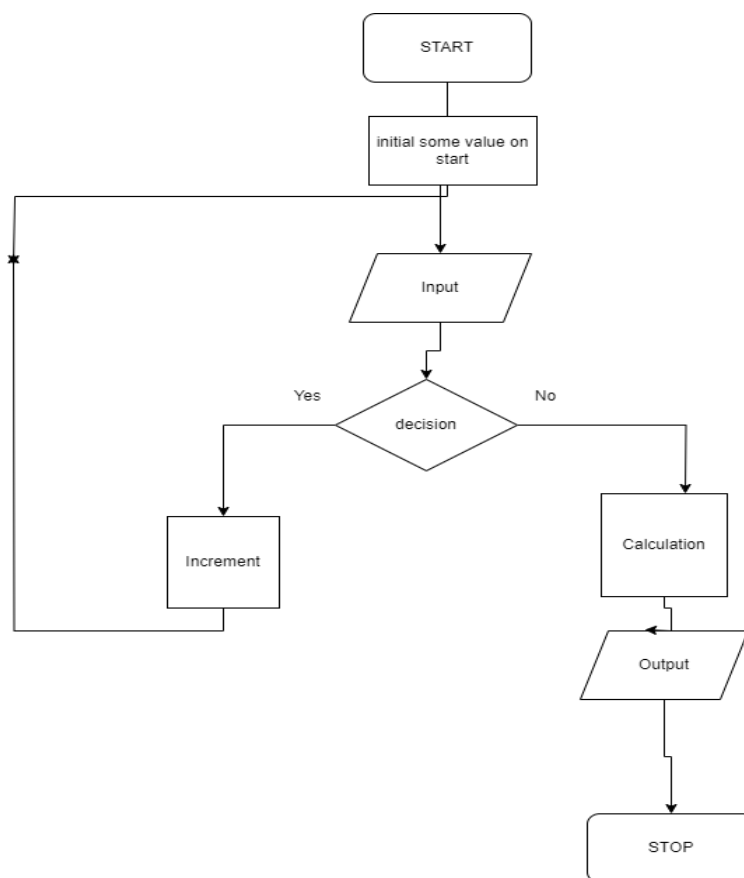 START
initial some value on
start
Input
Yes
No
decision
Increment
Calculation
Output
STOP